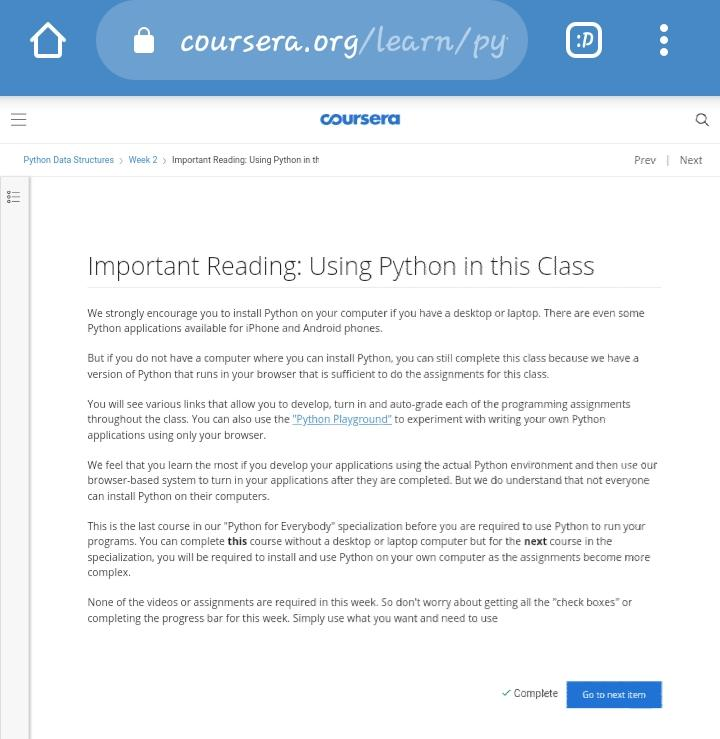 coursera.org/learn/py
:D
coursera
Python Data Structures > Week 2 > Important Reading: Using Python in th
Prev | Next
Important Reading: Using Python in this Class
We strongly encourage you to install Python on your computer if you have a desktop or laptop. There are even some
Python applications available for iPhone and Android phones.
But if you do not have a computer where you can install Python, you can still complete this class because we have a
version of Python that runs in your browser that is sufficient to do the assignments for this class.
You will see various links that allow you to develop, turn in and auto-grade each of the programming assignments
throughout the class. You can also use the "Python Playground" to experiment with writing your own Python
applications using only your browser.
We feel that you learn the most if you develop your applications using the actual Python environment and then use our
browser-based system to turn in your applications after they are completed. But we do understand that not everyone
can install Python on their computers.
This is the last course in our "Python for Everybody" specialization before you are required to use Python to run your
programs. You can complete this course without a desktop or laptop computer but for the next course in the
specialization, you will be required to install and use Python on your own computer as the assignments become more
complex.
None of the videos or assignments are required in this week. So don't worry about getting all the "check boxes" or
completing the progress bar for this week. Simply use what you want and need to use
Complete
Go to next item